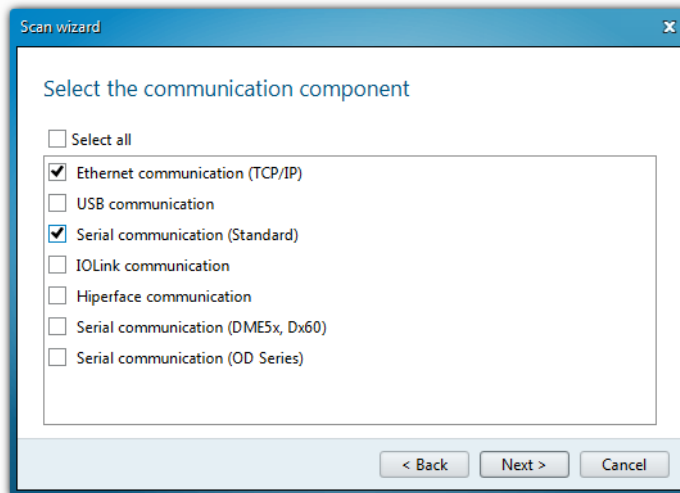 Scan wizard
Select the communication component
Select all
Ethernet communication (TCP/IP)
USB communication
Serial communication (Standard)
IOLink communication
Hiperface communication
Serial communication (DME5x, Dx60)
Serial communication (OD Series)
< Back Next > Cancel